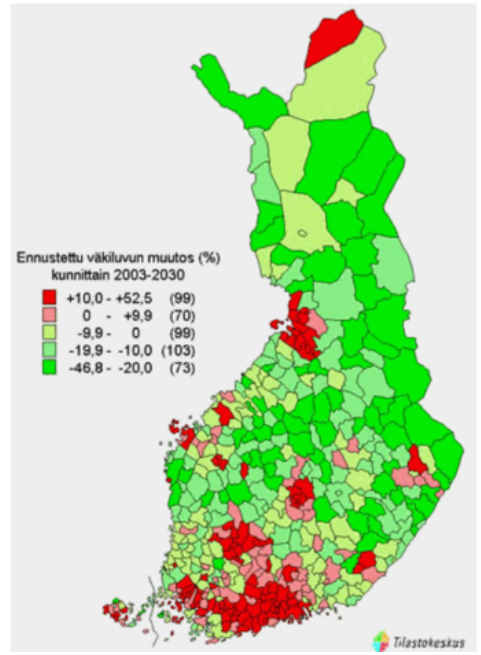 Ennustettu väkiluvun muutos (%)
kunnittain 2003-2030
+10,0 - +52,5 (99)
0 - +9,9 (70)
-9,9 - 0 (99)
-19,9 - -10,0 (103)
-46,8 - -20,0 (73)
Tilastokeskus